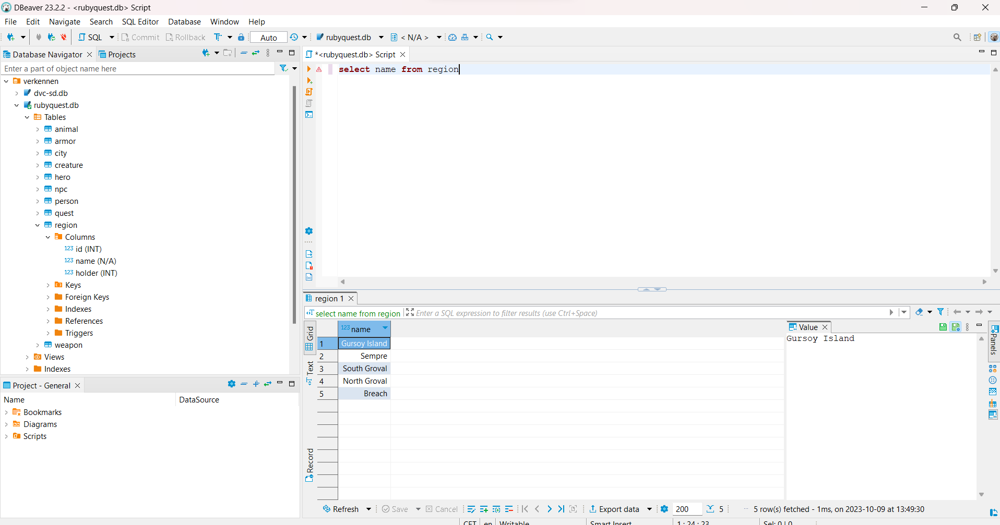 DBeaver 23.2.2 - <rubyquest.db> Script
File Edit Navigate Search SQL Editor Database Window Help
SQL Commit Rollback Auto rubyquest.db < N/A >
Database Navigator Projects
Enter a part of object name here
verkennen
dvc-sd.db
rubyquest.db
Tables
animal
armor
city
creature
hero
npc
person
quest
region
Columns
123 id (INT)
123 name (N/A)
123 holder (INT)
Keys
Foreign Keys
Indexes
References
Triggers
weapon
Views
Indexes
Project - General
Name DataSource
Bookmarks
Diagrams
Scripts
*<rubyquest.db> Script
select name from region
region 1
select name from region Enter a SQL expression to filter results (use Ctrl+Space)
Grid
Text
Record
123 name
1 Gursoy Island
2 Sempre
3 South Groval
4 North Groval
5 Breach
Value
Gursoy Island
Panels
Refresh Save Cancel Export data 200 5 ··· 5 row(s) fetched - 1ms, on 2023-10-09 at 13:49:30
CET en Writable Smart Insert 1 : 24 : 23 Sel: 0 | 0